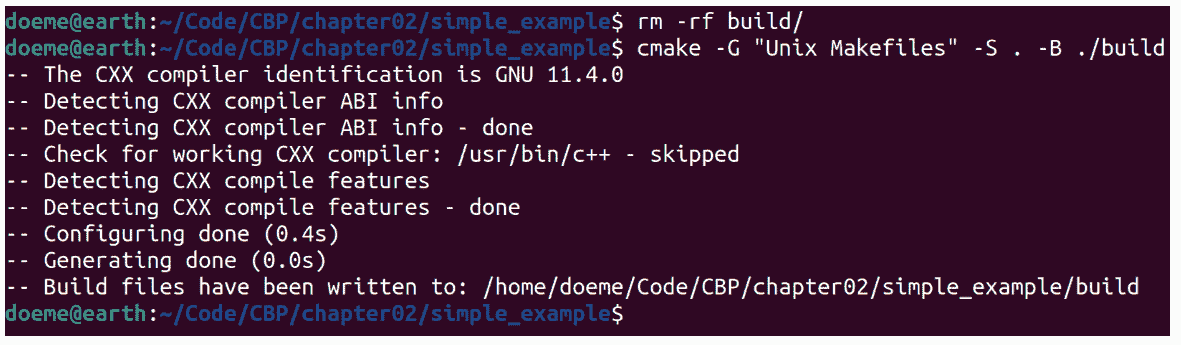 doeme@earth:~/Code/CBP/chapter02/simple_example$ rm -rf build/
doeme@earth:~/Code/CBP/chapter02/simple_example$ cmake -G "Unix Makefiles" -S . -B ./build
-- The CXX compiler identification is GNU 11.4.0
-- Detecting CXX compiler ABI info
-- Detecting CXX compiler ABI info - done
-- Check for working CXX compiler: /usr/bin/c++ - skipped
-- Detecting CXX compile features
-- Detecting CXX compile features - done
-- Configuring done (0.4s)
-- Generating done (0.0s)
-- Build files have been written to: /home/doeme/Code/CBP/chapter02/simple_example/build
doeme@earth:~/Code/CBP/chapter02/simple_example$